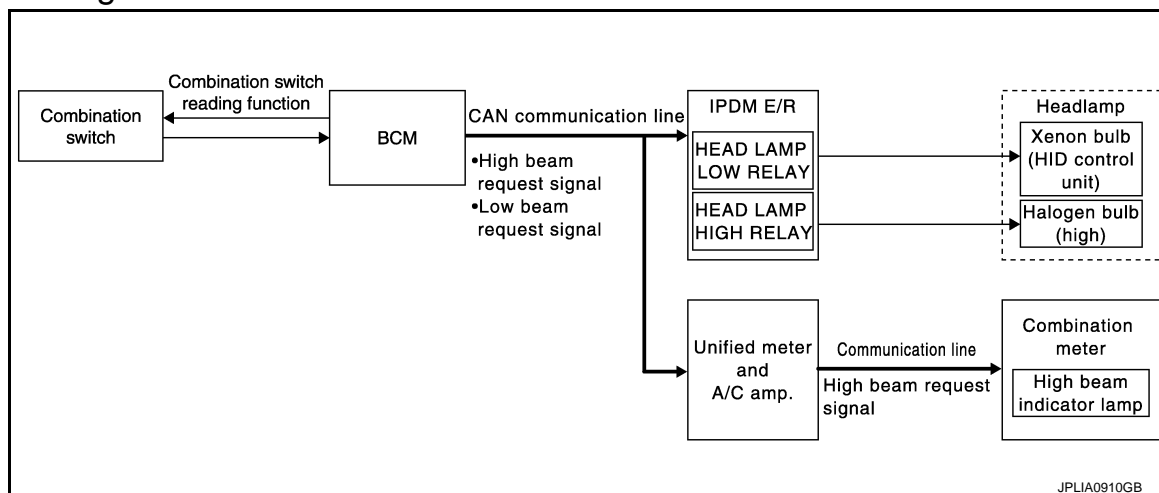 Combination
switch
Combination switch
reading function
BCM
CAN communication line
•High beam
request signal
•Low beam
request signal
IPDM E/R
HEAD LAMP
LOW RELAY
HEAD LAMP
HIGH RELAY
Headlamp
Xenon bulb
(HID control
unit)
Halogen bulb
(high)
Unified meter
and
A/C amp.
Communication line
High beam request
signal
Combination
meter
High beam
indicator lamp
JPLIA0910GB